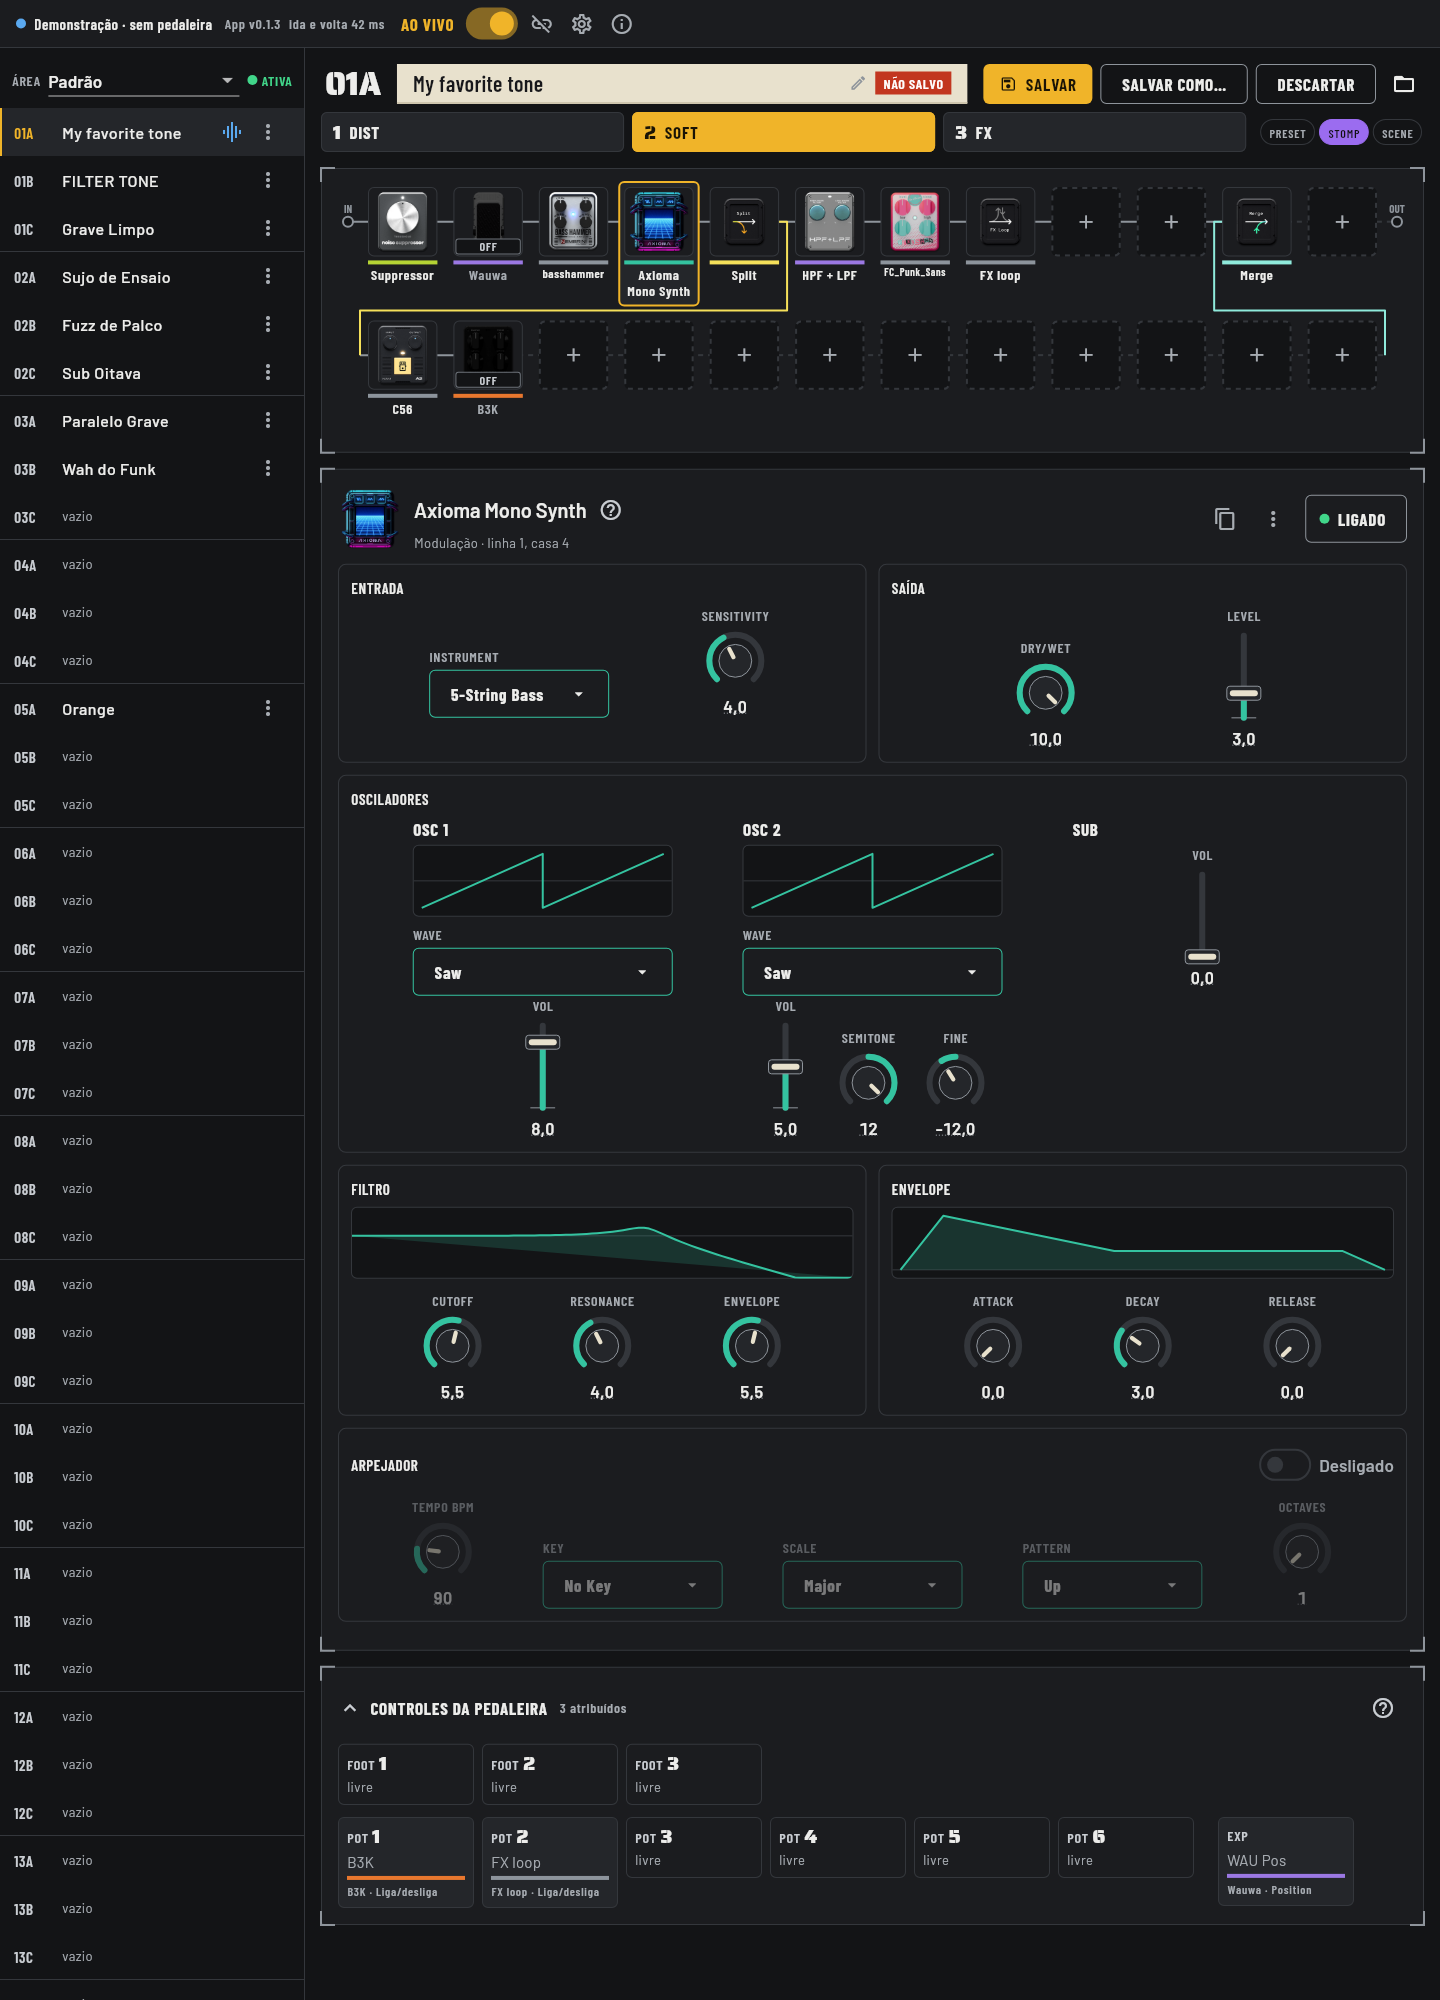 Demonstração · sem pedaleira App v0.1.3 Ida e volta 42 ms AO VIVO
ÁREA Padrão ATIVA
01A My favorite tone
01B FILTER TONE
01C Grave Limpo
02A Sujo de Ensaio
02B Fuzz de Palco
02C Sub Oitava
03A Paralelo Grave
03B Wah do Funk
03C vazio
04A vazio
04B vazio
04C vazio
05A Orange
05B vazio
05C vazio
06A vazio
06B vazio
06C vazio
07A vazio
07B vazio
07C vazio
08A vazio
08B vazio
08C vazio
09A vazio
09B vazio
09C vazio
10A vazio
10B vazio
10C vazio
11A vazio
11B vazio
11C vazio
12A vazio
12B vazio
12C vazio
13A vazio
13B vazio
13C vazio
01A My favorite tone NÃO SALVO SALVAR SALVAR COMO... DESCARTAR
1 DIST 2 SOFT 3 FX PRESET STOMP SCENE
IN OUT
noise suppressor
OFF
BASS HAMMER
AXIOMA
Split
HPF+LPF
FX Loop
Merge
Suppressor Wauwa basshammer Axioma Mono Synth Split HPF + LPF FC_Punk_Sans FX loop Merge
OFF
C56 B3K
Axioma Mono Synth
Modulação · linha 1, casa 4
LIGADO
ENTRADA
INSTRUMENT
5-String Bass
SENSITIVITY
4,0
SAÍDA
DRY/WET
10,0
LEVEL
3,0
OSCILADORES
OSC 1 OSC 2 SUB
WAVE WAVE VOL
Saw Saw 0,0
VOL VOL SEMITONE FINE
8,0 5,0 12 -12,0
FILTRO
CUTOFF RESONANCE ENVELOPE
5,5 4,0 5,5
ENVELOPE
ATTACK DECAY RELEASE
0,0 3,0 0,0
ARPEJADOR Desligado
TEMPO BPM KEY SCALE PATTERN OCTAVES
90 No Key Major Up 1
CONTROLES DA PEDALEIRA 3 atribuídos
FOOT 1 FOOT 2 FOOT 3
livre livre livre
POT 1 POT 2 POT 3 POT 4 POT 5 POT 6 EXP
B3K FX loop livre livre livre livre WAU Pos
B3K · Liga/desliga FX loop · Liga/desliga Wauwa · Position